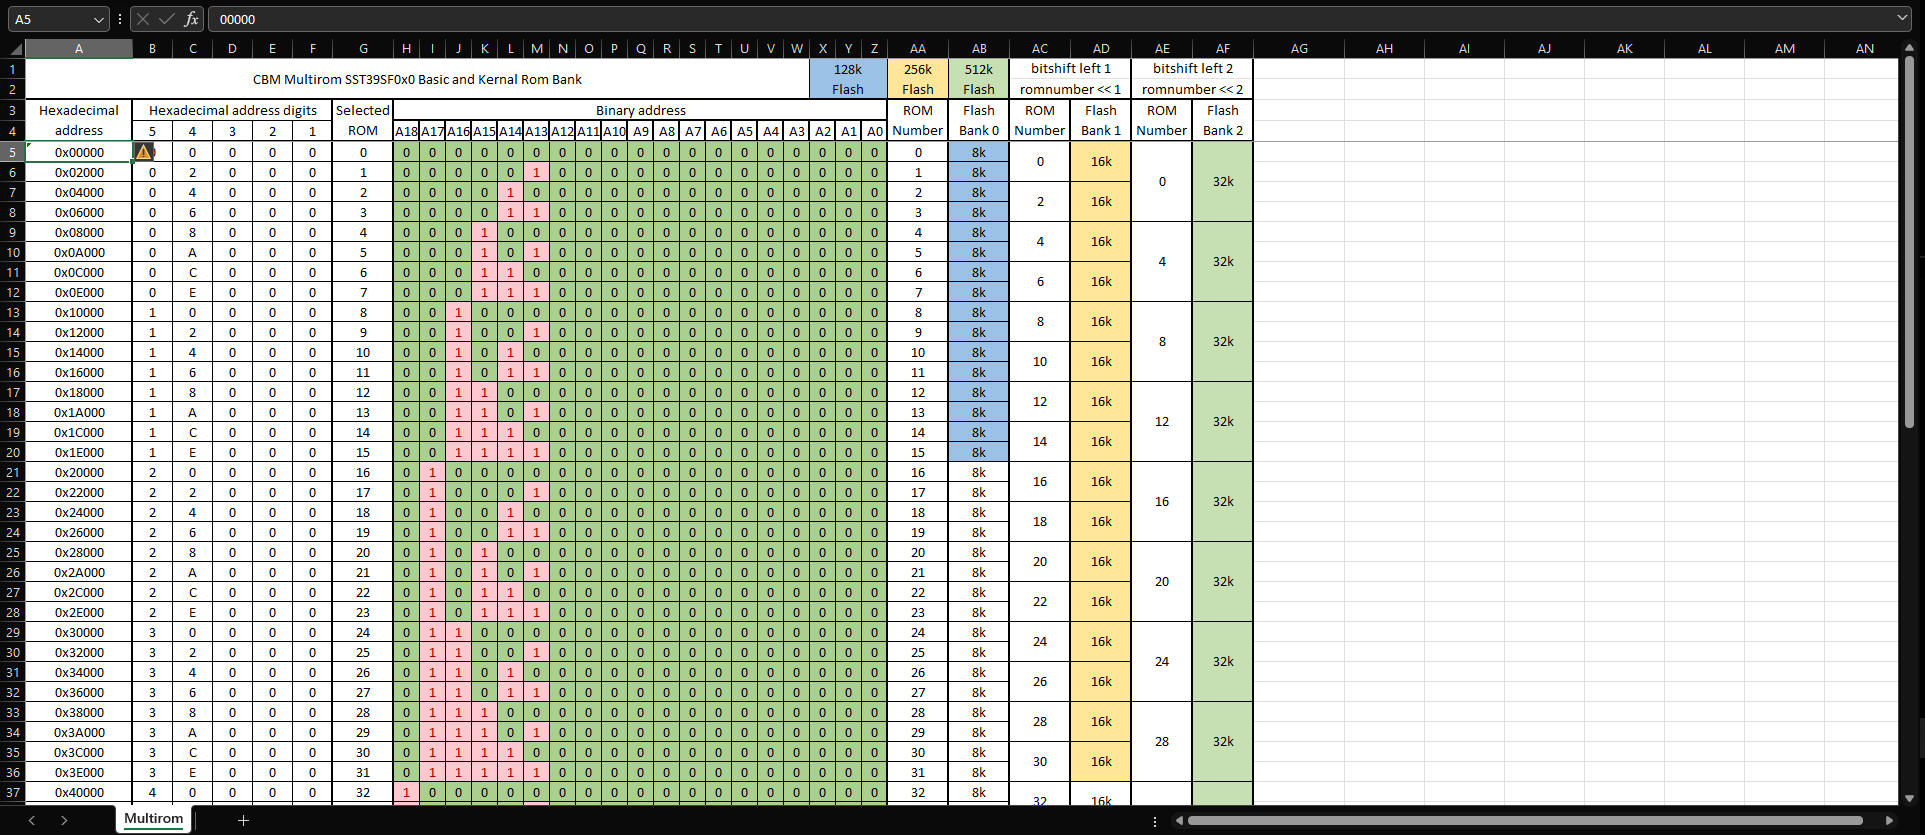 A5 fx 00000
A B C D E F G H I J K L M N O P Q R S T U V W X Y Z AA AB AC AD AE AF AG AH AI AJ AK AL AM AN
1 CBM Multirom SST39SF0x0 Basic and Kernal Rom Bank 128k 256k 512k bitshift left 1 bitshift left 2
2 Flash Flash Flash romnumber << 1 romnumber << 2
3 Hexadecimal Hexadecimal address digits Selected Binary address ROM Flash ROM Flash ROM Flash
4 address 5 4 3 2 1 ROM A18 A17 A16 A15 A14 A13 A12 A11 A10 A9 A8 A7 A6 A5 A4 A3 A2 A1 A0 Number Bank 0 Number Bank 1 Number Bank 2
5 0x00000 0 0 0 0 0 0 0 0 0 0 0 0 0 0 0 0 0 0 0 0 0 0 0 0 0 8k 0 16k 0 32k
6 0x02000 0 2 0 0 0 1 0 0 0 0 0 1 0 0 0 0 0 0 0 0 0 0 0 0 0 1 8k
7 0x04000 0 4 0 0 0 2 0 0 0 0 1 0 0 0 0 0 0 0 0 0 0 0 0 0 0 2 8k 2 16k
8 0x06000 0 6 0 0 0 3 0 0 0 0 1 1 0 0 0 0 0 0 0 0 0 0 0 0 0 3 8k
9 0x08000 0 8 0 0 0 4 0 0 0 1 0 0 0 0 0 0 0 0 0 0 0 0 0 0 0 4 8k 4 16k 4 32k
10 0x0A000 0 A 0 0 0 5 0 0 0 1 0 1 0 0 0 0 0 0 0 0 0 0 0 0 0 5 8k
11 0x0C000 0 C 0 0 0 6 0 0 0 1 1 0 0 0 0 0 0 0 0 0 0 0 0 0 0 6 8k 6 16k
12 0x0E000 0 E 0 0 0 7 0 0 0 1 1 1 0 0 0 0 0 0 0 0 0 0 0 0 0 7 8k
13 0x10000 1 0 0 0 0 8 0 0 1 0 0 0 0 0 0 0 0 0 0 0 0 0 0 0 0 8 8k 8 16k 8 32k
14 0x12000 1 2 0 0 0 9 0 0 1 0 0 1 0 0 0 0 0 0 0 0 0 0 0 0 0 9 8k
15 0x14000 1 4 0 0 0 10 0 0 1 0 1 0 0 0 0 0 0 0 0 0 0 0 0 0 0 10 8k 10 16k
16 0x16000 1 6 0 0 0 11 0 0 1 0 1 1 0 0 0 0 0 0 0 0 0 0 0 0 0 11 8k
17 0x18000 1 8 0 0 0 12 0 0 1 1 0 0 0 0 0 0 0 0 0 0 0 0 0 0 0 12 8k 12 16k 12 32k
18 0x1A000 1 A 0 0 0 13 0 0 1 1 0 1 0 0 0 0 0 0 0 0 0 0 0 0 0 13 8k
19 0x1C000 1 C 0 0 0 14 0 0 1 1 1 0 0 0 0 0 0 0 0 0 0 0 0 0 0 14 8k 14 16k
20 0x1E000 1 E 0 0 0 15 0 0 1 1 1 1 0 0 0 0 0 0 0 0 0 0 0 0 0 15 8k
21 0x20000 2 0 0 0 0 16 0 1 0 0 0 0 0 0 0 0 0 0 0 0 0 0 0 0 0 16 8k 16 16k 16 32k
22 0x22000 2 2 0 0 0 17 0 1 0 0 0 1 0 0 0 0 0 0 0 0 0 0 0 0 0 17 8k
23 0x24000 2 4 0 0 0 18 0 1 0 0 1 0 0 0 0 0 0 0 0 0 0 0 0 0 0 18 8k 18 16k
24 0x26000 2 6 0 0 0 19 0 1 0 0 1 1 0 0 0 0 0 0 0 0 0 0 0 0 0 19 8k
25 0x28000 2 8 0 0 0 20 0 1 0 1 0 0 0 0 0 0 0 0 0 0 0 0 0 0 0 20 8k 20 16k 20 32k
26 0x2A000 2 A 0 0 0 21 0 1 0 1 0 1 0 0 0 0 0 0 0 0 0 0 0 0 0 21 8k
27 0x2C000 2 C 0 0 0 22 0 1 0 1 1 0 0 0 0 0 0 0 0 0 0 0 0 0 0 22 8k 22 16k
28 0x2E000 2 E 0 0 0 23 0 1 0 1 1 1 0 0 0 0 0 0 0 0 0 0 0 0 0 23 8k
29 0x30000 3 0 0 0 0 24 0 1 1 0 0 0 0 0 0 0 0 0 0 0 0 0 0 0 0 24 8k 24 16k 24 32k
30 0x32000 3 2 0 0 0 25 0 1 1 0 0 1 0 0 0 0 0 0 0 0 0 0 0 0 0 25 8k
31 0x34000 3 4 0 0 0 26 0 1 1 0 1 0 0 0 0 0 0 0 0 0 0 0 0 0 0 26 8k 26 16k
32 0x36000 3 6 0 0 0 27 0 1 1 0 1 1 0 0 0 0 0 0 0 0 0 0 0 0 0 27 8k
33 0x38000 3 8 0 0 0 28 0 1 1 1 0 0 0 0 0 0 0 0 0 0 0 0 0 0 0 28 8k 28 16k 28 32k
34 0x3A000 3 A 0 0 0 29 0 1 1 1 0 1 0 0 0 0 0 0 0 0 0 0 0 0 0 29 8k
35 0x3C000 3 C 0 0 0 30 0 1 1 1 1 0 0 0 0 0 0 0 0 0 0 0 0 0 0 30 8k 30 16k
36 0x3E000 3 E 0 0 0 31 0 1 1 1 1 1 0 0 0 0 0 0 0 0 0 0 0 0 0 31 8k
37 0x40000 4 0 0 0 0 32 1 0 0 0 0 0 0 0 0 0 0 0 0 0 0 0 0 0 0 32 8k 32 16k
Multirom